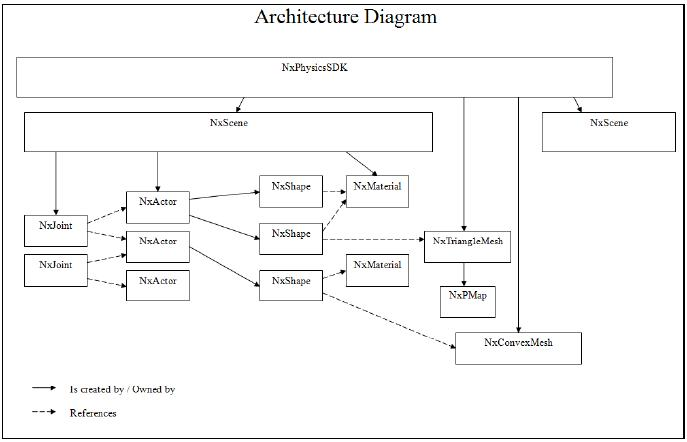 Architecture Diagram
NxPhysicsSDK
NxScene
NxScene
NxShape
NxMaterial
NxActor
NxJoint
NxShape
NxActor
NxTriangleMesh
NxJoint
NxActor
NxShape
NxMaterial
NxPMap
NxConvexMesh
Is created by / Owned by
References